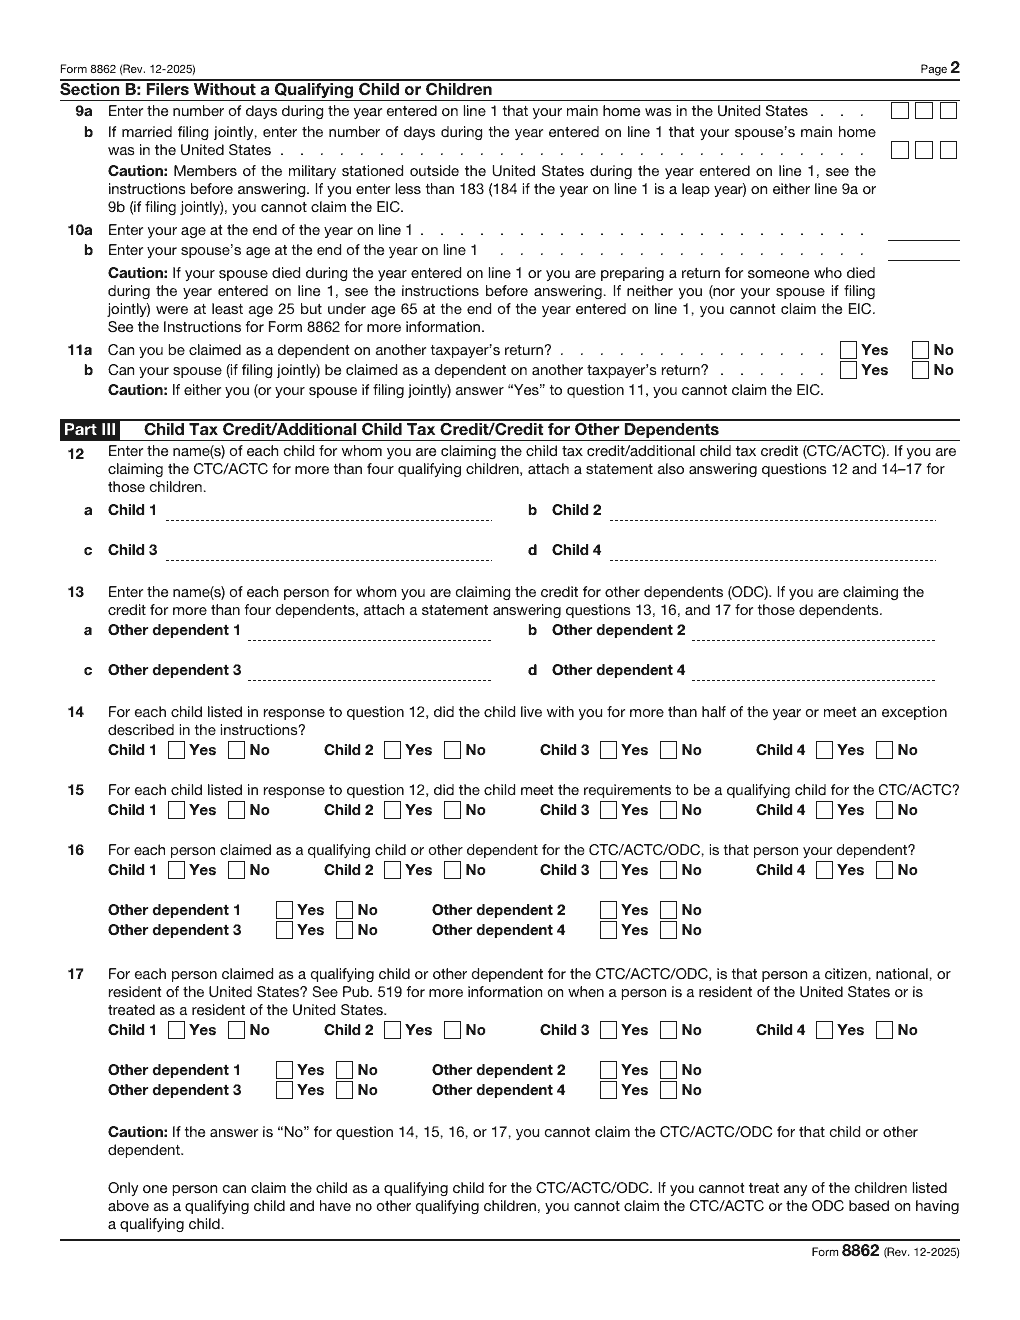 Form 8862 (Rev. 12-2025) Page 2
Section B: Filers Without a Qualifying Child or Children
9a Enter the number of days during the year entered on line 1 that your main home was in the United States . . .
b If married filing jointly, enter the number of days during the year entered on line 1 that your spouse's main home
was in the United States . . . . . . . . . . . . . . . . . . . . . . . . . . . .
Caution: Members of the military stationed outside the United States during the year entered on line 1, see the
instructions before answering. If you enter less than 183 (184 if the year on line 1 is a leap year) on either line 9a or
9b (if filing jointly), you cannot claim the EIC.
10a Enter your age at the end of the year on line 1 . . . . . . . . . . . . . . . . . . . . . .
b Enter your spouse's age at the end of the year on line 1 . . . . . . . . . . . . . . . . . .
Caution: If your spouse died during the year entered on line 1 or you are preparing a return for someone who died
during the year entered on line 1, see the instructions before answering. If neither you (nor your spouse if filing
jointly) were at least age 25 but under age 65 at the end of the year entered on line 1, you cannot claim the EIC.
See the Instructions for Form 8862 for more information.
11a Can you be claimed as a dependent on another taxpayer's return? . . . . . . . . . . . . . Yes No
b Can your spouse (if filing jointly) be claimed as a dependent on another taxpayer's return? . . . . . . Yes No
Caution: If either you (or your spouse if filing jointly) answer “Yes” to question 11, you cannot claim the EIC.
Part III Child Tax Credit/Additional Child Tax Credit/Credit for Other Dependents
12 Enter the name(s) of each child for whom you are claiming the child tax credit/additional child tax credit (CTC/ACTC). If you are
claiming the CTC/ACTC for more than four qualifying children, attach a statement also answering questions 12 and 14–17 for
those children.
a Child 1 b Child 2
c Child 3 d Child 4
13 Enter the name(s) of each person for whom you are claiming the credit for other dependents (ODC). If you are claiming the
credit for more than four dependents, attach a statement answering questions 13, 16, and 17 for those dependents.
a Other dependent 1 b Other dependent 2
c Other dependent 3 d Other dependent 4
14 For each child listed in response to question 12, did the child live with you for more than half of the year or meet an exception
described in the instructions?
Child 1 Yes No Child 2 Yes No Child 3 Yes No Child 4 Yes No
15 For each child listed in response to question 12, did the child meet the requirements to be a qualifying child for the CTC/ACTC?
Child 1 Yes No Child 2 Yes No Child 3 Yes No Child 4 Yes No
16 For each person claimed as a qualifying child or other dependent for the CTC/ACTC/ODC, is that person your dependent?
Child 1 Yes No Child 2 Yes No Child 3 Yes No Child 4 Yes No
Other dependent 1 Yes No Other dependent 2 Yes No
Other dependent 3 Yes No Other dependent 4 Yes No
17 For each person claimed as a qualifying child or other dependent for the CTC/ACTC/ODC, is that person a citizen, national, or
resident of the United States? See Pub. 519 for more information on when a person is a resident of the United States or is
treated as a resident of the United States.
Child 1 Yes No Child 2 Yes No Child 3 Yes No Child 4 Yes No
Other dependent 1 Yes No Other dependent 2 Yes No
Other dependent 3 Yes No Other dependent 4 Yes No
Caution: If the answer is “No” for question 14, 15, 16, or 17, you cannot claim the CTC/ACTC/ODC for that child or other
dependent.
Only one person can claim the child as a qualifying child for the CTC/ACTC/ODC. If you cannot treat any of the children listed
above as a qualifying child and have no other qualifying children, you cannot claim the CTC/ACTC or the ODC based on having
a qualifying child.
Form 8862 (Rev. 12-2025)